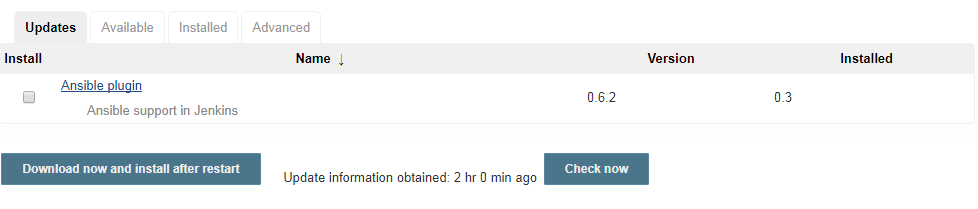 Updates Available Installed Advanced
Install Name ↓ Version Installed
Ansible plugin 0.6.2 0.3
Ansible support in Jenkins
Download now and install after restart Update information obtained: 2 hr 0 min ago Check now